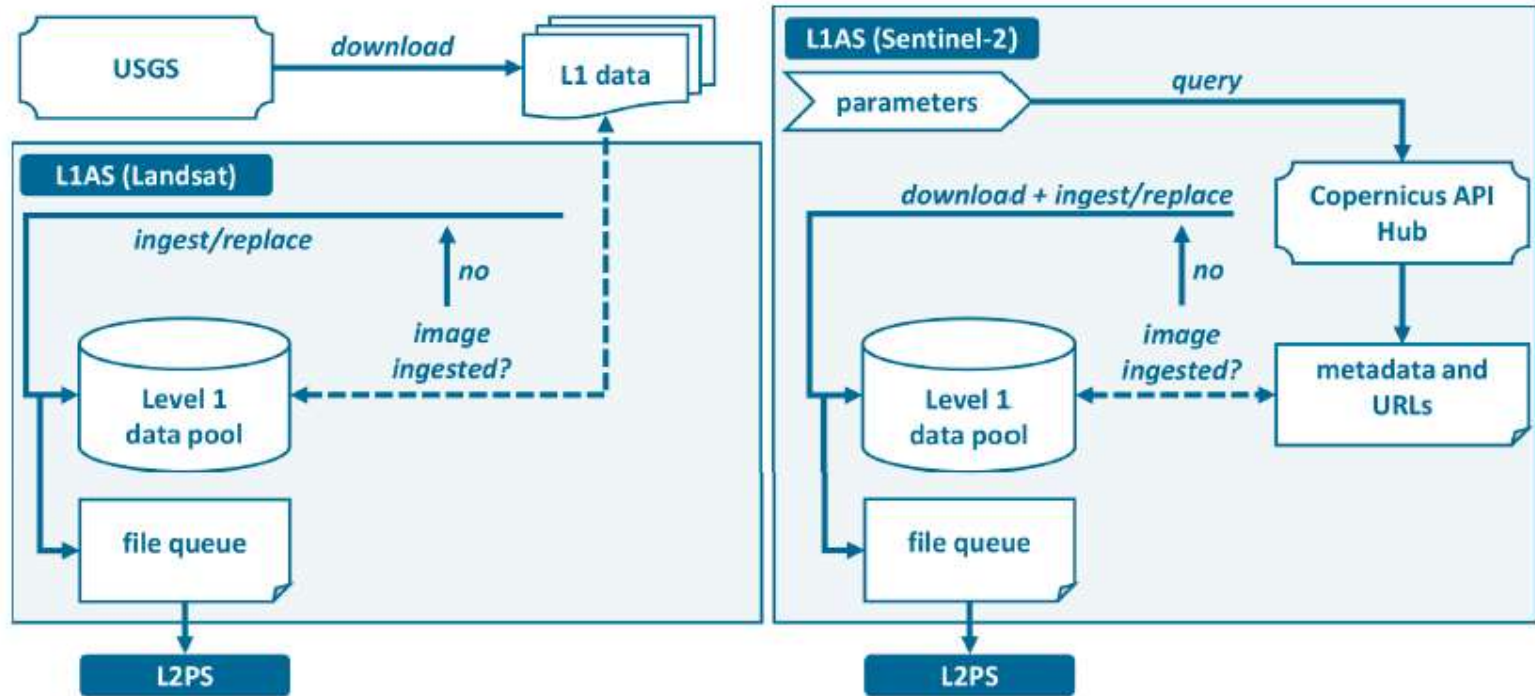 USGS
download
L1 data
L1AS (Landsat)
ingest/replace
no
image
ingested?
Level 1
data pool
file queue
L2PS
L1AS (Sentinel-2)
parameters
query
download + ingest/replace
Copernicus API
Hub
no
image
ingested?
metadata and
URLs
Level 1
data pool
file queue
L2PS